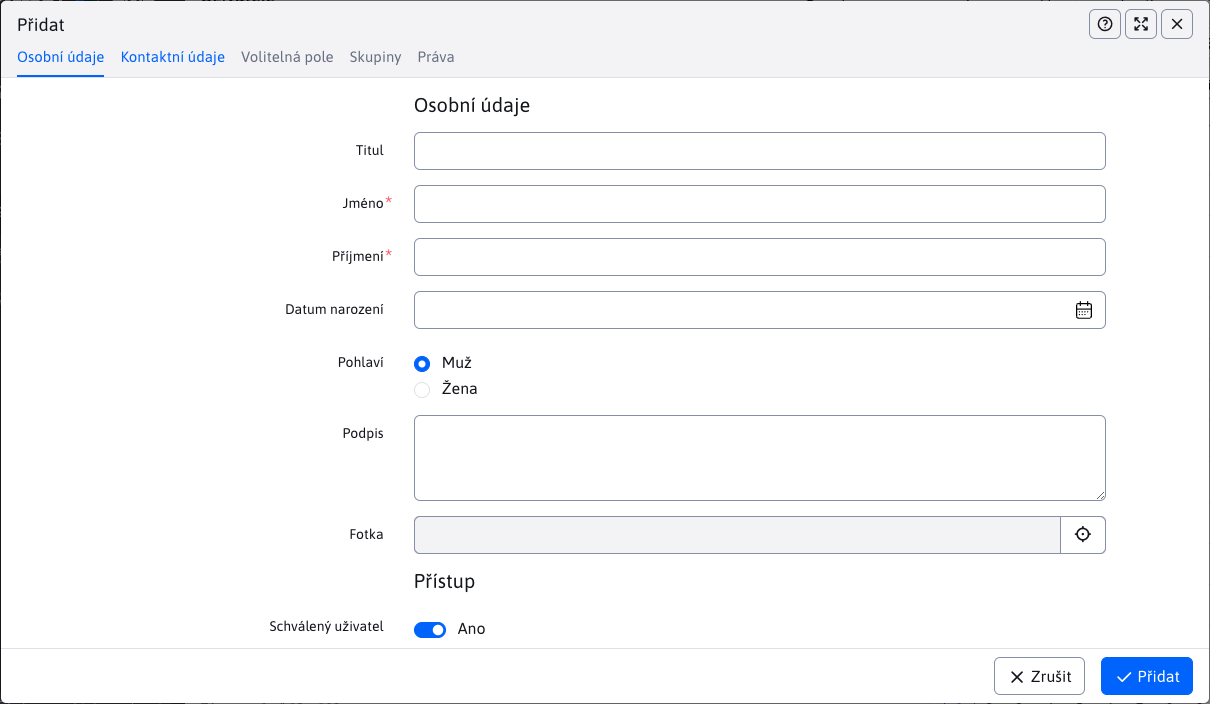 Přidat
Osobní údaje Kontaktní údaje Volitelná pole Skupiny Práva
Osobní údaje
Titul
Jméno*
Příjmení*
Datum narození
Pohlaví
Muž
Žena
Podpis
Fotka
Přístup
Schválený uživatel
Ano
Zrušit
Přidat